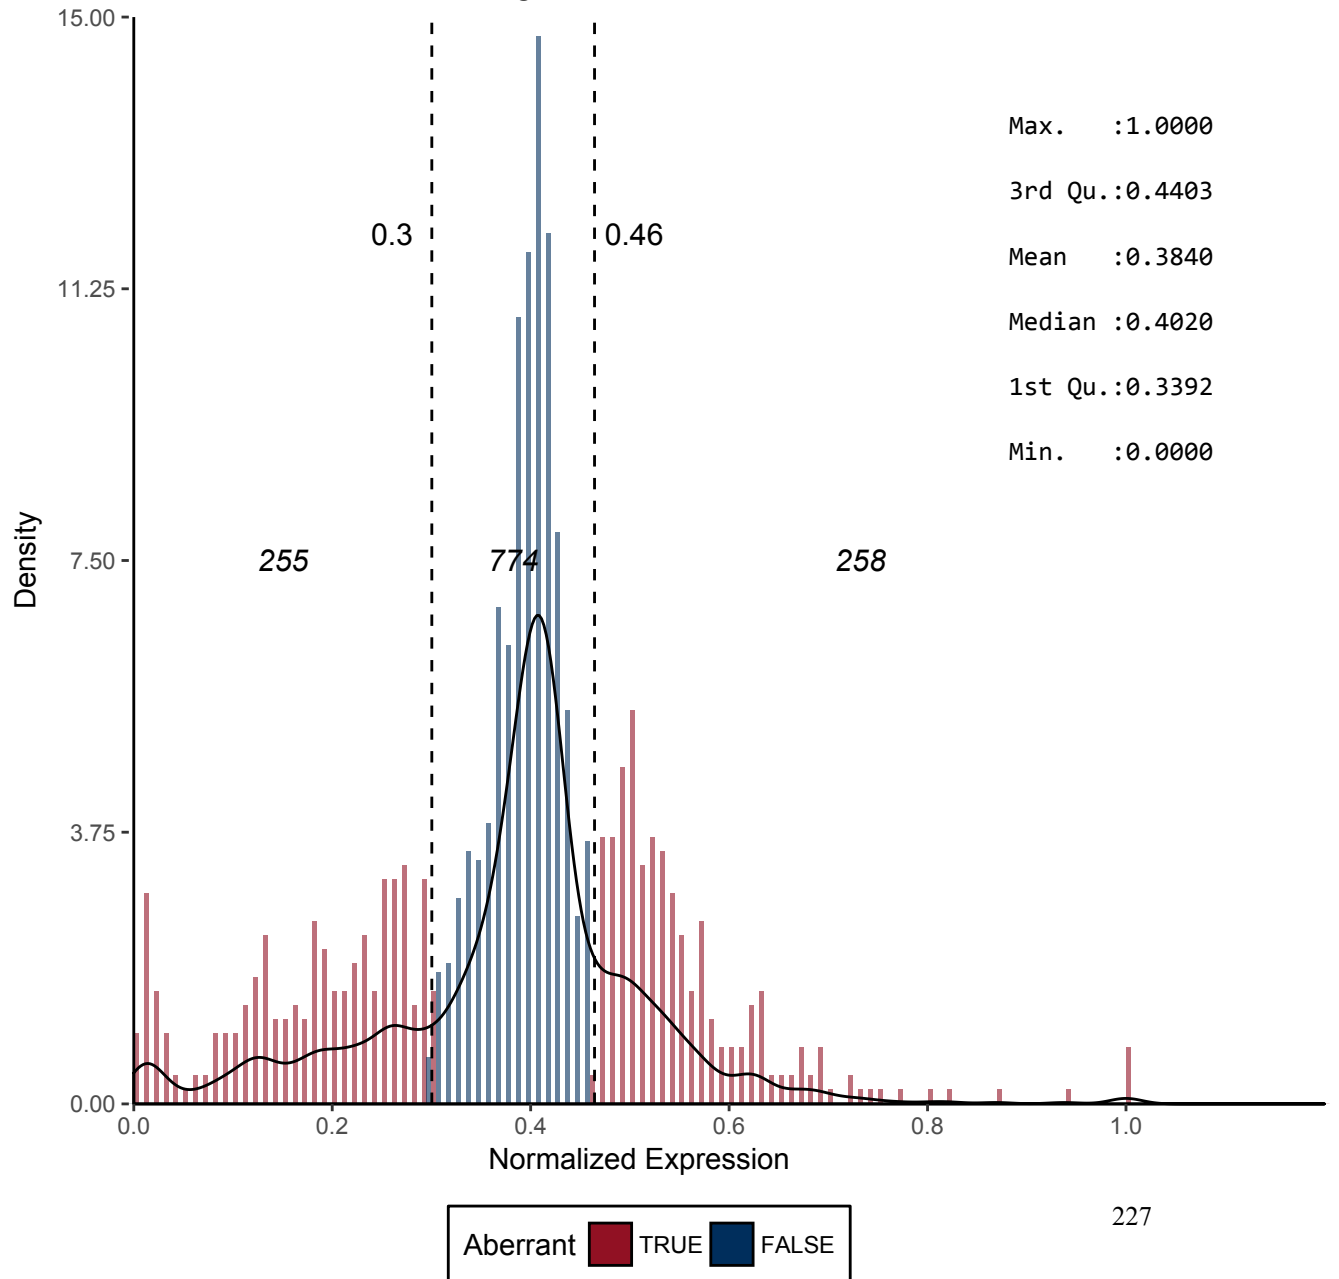 15.00
11.25
7.50
3.75
0.00
Density
0.3
0.46
255
774
258
Max. :1.0000
3rd Qu.:0.4403
Mean :0.3840
Median :0.4020
1st Qu.:0.3392
Min. :0.0000
0.0 0.2 0.4 0.6 0.8 1.0
Normalized Expression
227
Aberrant TRUE FALSE